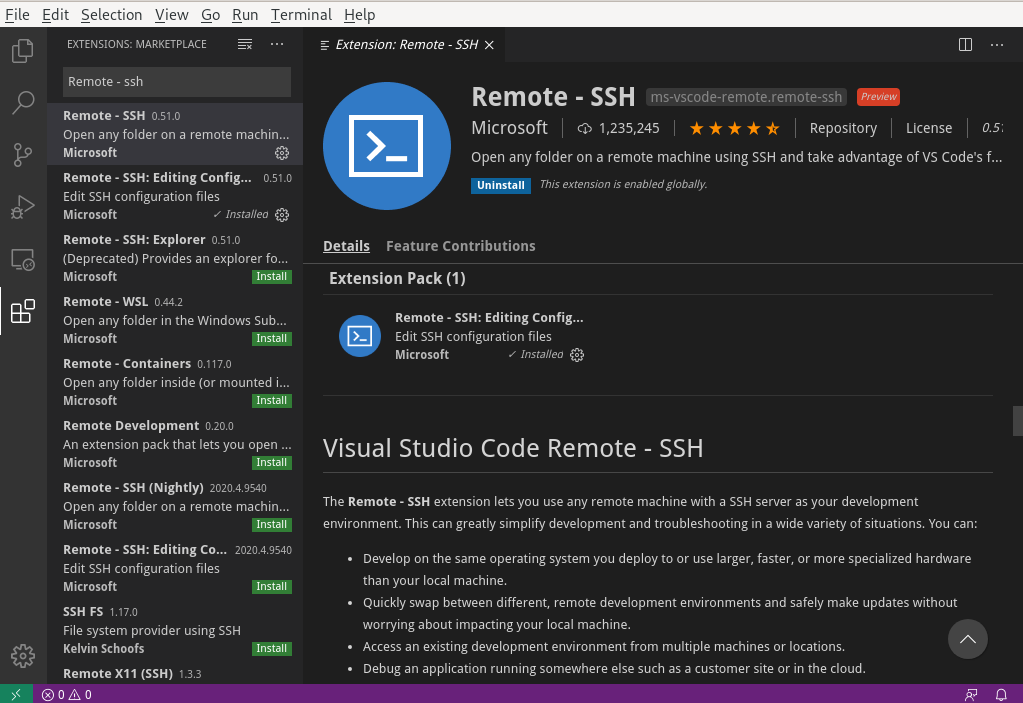 File Edit Selection View Go Run Terminal Help
EXTENSIONS: MARKETPLACE
Remote - ssh
Remote - SSH 0.51.0
Open any folder on a remote machin...
Microsoft
Remote - SSH: Editing Config... 0.51.0
Edit SSH configuration files
Microsoft ✓ Installed
Remote - SSH: Explorer 0.51.0
(Deprecated) Provides an explorer fo...
Microsoft Install
Remote - WSL 0.44.2
Open any folder in the Windows Sub...
Microsoft Install
Remote - Containers 0.117.0
Open any folder inside (or mounted i...
Microsoft Install
Remote Development 0.20.0
An extension pack that lets you open ...
Microsoft Install
Remote - SSH (Nightly) 2020.4.9540
Open any folder on a remote machin...
Microsoft Install
Remote - SSH: Editing Co... 2020.4.9540
Edit SSH configuration files
Microsoft Install
SSH FS 1.17.0
File system provider using SSH
Kelvin Schoofs Install
Remote X11 (SSH) 1.3.3
Extension: Remote - SSH
Remote - SSH ms-vscode-remote.remote-ssh Preview
Microsoft 1,235,245 Repository License 0.5
Open any folder on a remote machine using SSH and take advantage of VS Code's f...
Uninstall This extension is enabled globally.
Details Feature Contributions
Extension Pack (1)
Remote - SSH: Editing Config...
Edit SSH configuration files
Microsoft ✓ Installed
Visual Studio Code Remote - SSH
The Remote - SSH extension lets you use any remote machine with a SSH server as your development
environment. This can greatly simplify development and troubleshooting in a wide variety of situations. You can:
• Develop on the same operating system you deploy to or use larger, faster, or more specialized hardware
than your local machine.
• Quickly swap between different, remote development environments and safely make updates without
worrying about impacting your local machine.
• Access an existing development environment from multiple machines or locations.
• Debug an application running somewhere else such as a customer site or in the cloud.
0 0